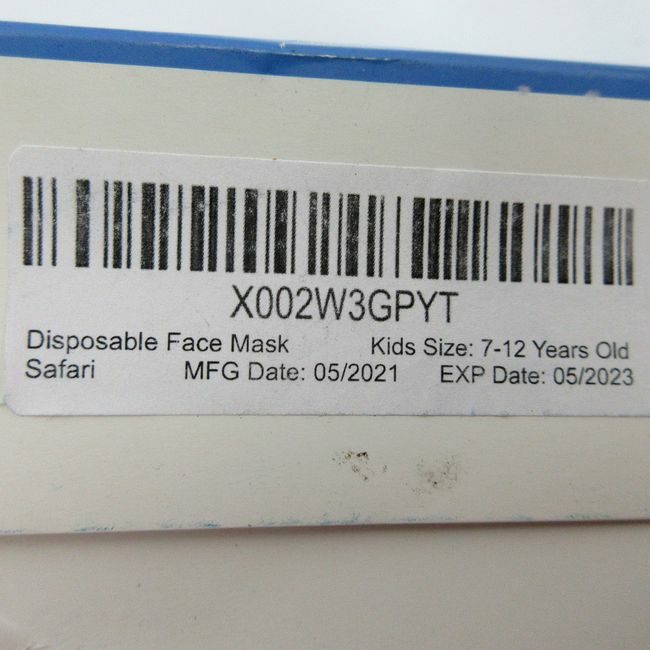 X002W3GPYT
Disposable Face Mask Kids Size: 7-12 Years Old
Safari MFG Date: 05/2021 EXP Date: 05/2023